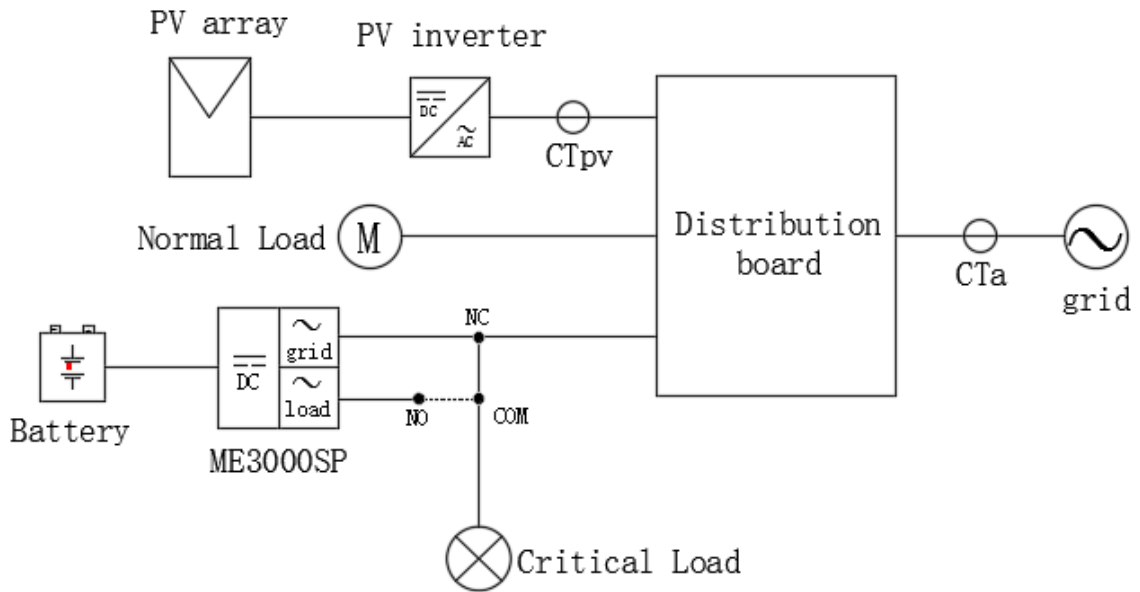 PV array
PV inverter
DC
AC
CTpv
Normal Load
M
Distribution
board
CTa
grid
NC
grid
DC
load
NO
COM
Battery
ME3000SP
Critical Load